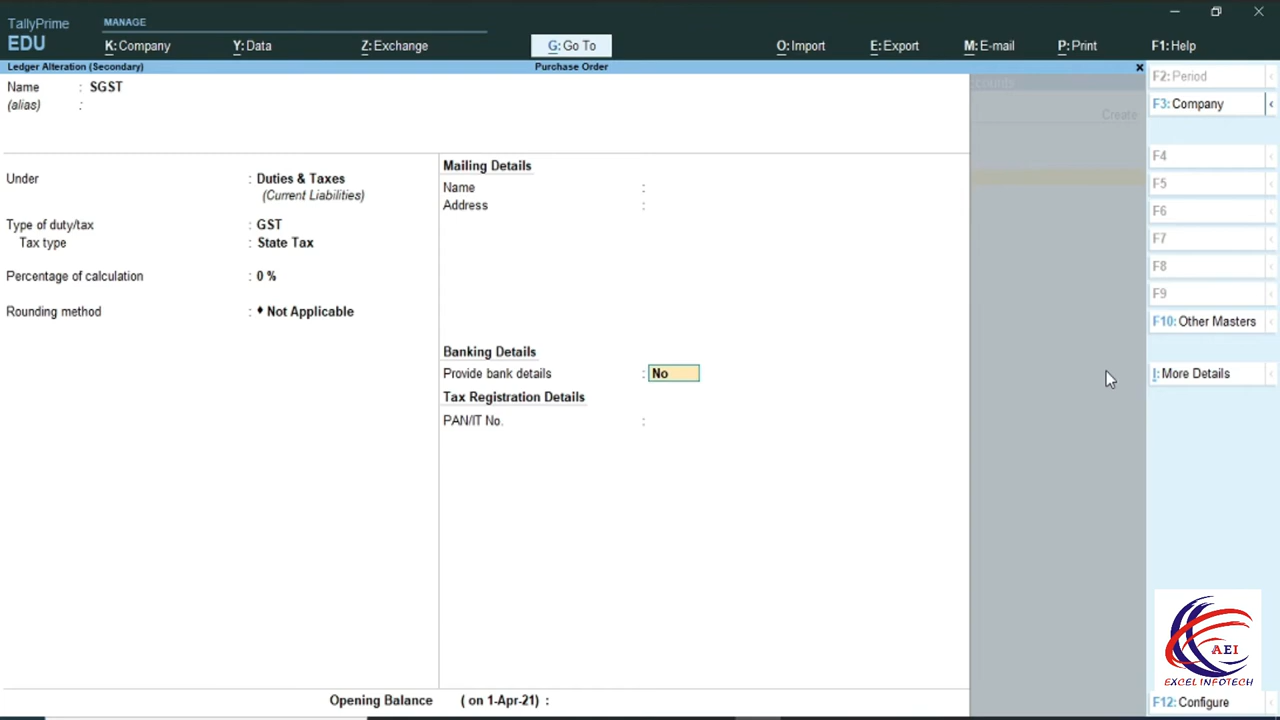 TallyPrime
EDU
MANAGE
K: Company
Y: Data
Z: Exchange
G: Go To
O: Import
E: Export
M: E-mail
P: Print
F1: Help
Ledger Alteration (Secondary)
Purchase Order
Name : SGST
(alias) :
Create
Under : Duties & Taxes
(Current Liabilities)
Type of duty/tax : GST
Tax type : State Tax
Percentage of calculation : 0 %
Rounding method : ♦ Not Applicable
Mailing Details
Name :
Address :
Banking Details
Provide bank details : No
Tax Registration Details
PAN/IT No. :
Opening Balance ( on 1-Apr-21) :
F2: Period
F3: Company
F4
F5
F6
F7
F8
F9
F10: Other Masters
I: More Details
AEI
EXCEL INFOTECH
F12: Configure